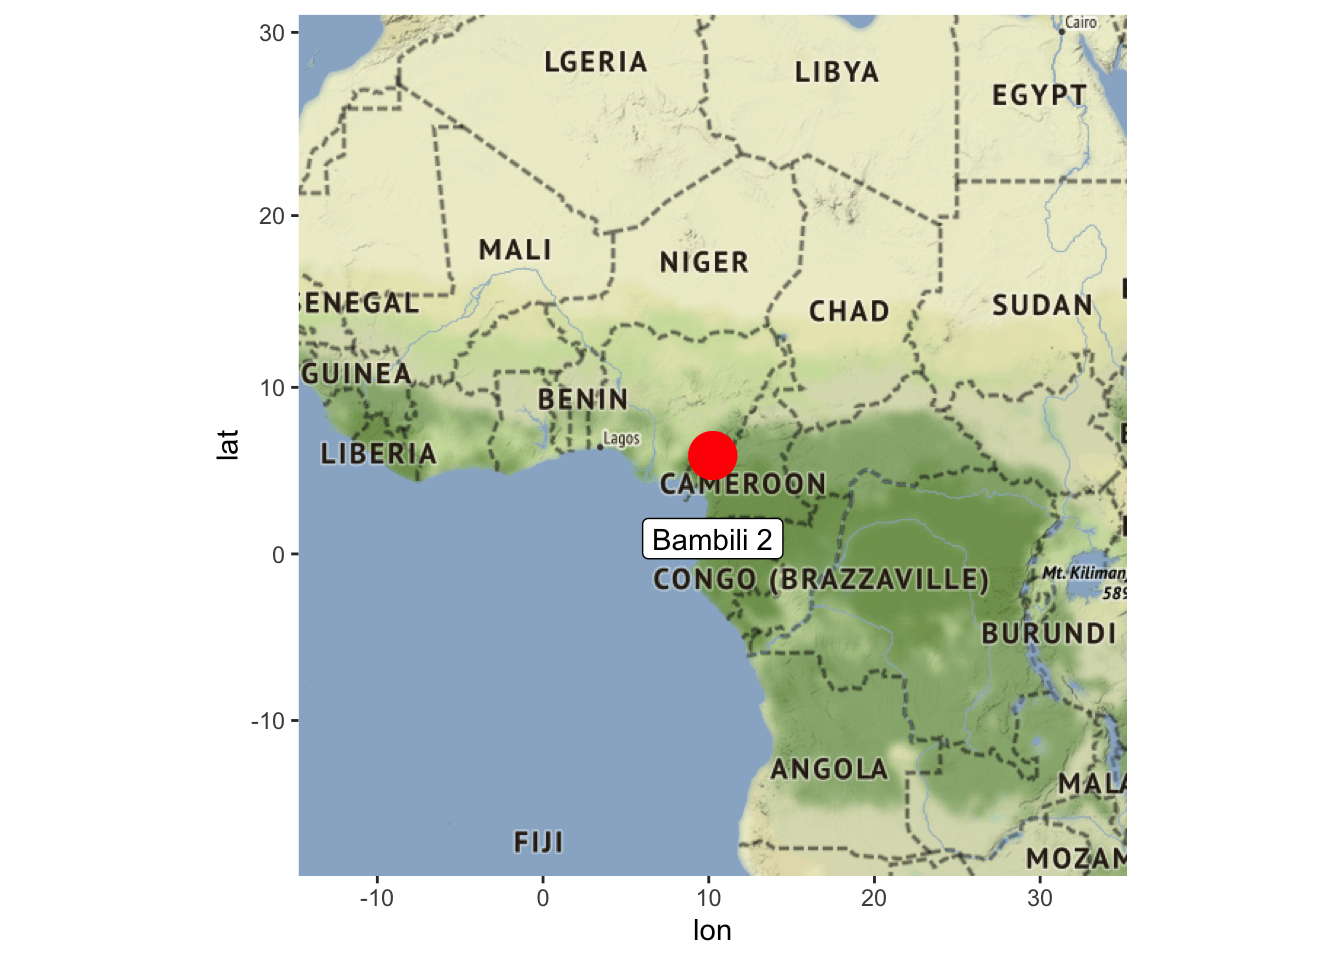 30
20
10
0
-10
lat
Cairo
LGERIA
LIBYA
EGYPT
MALI
NIGER
ENEGAL
CHAD
SUDAN
GUINEA
BENIN
Lagos
LIBERIA
CAMEROON
Bambili 2
CONGO (BRAZZAVILLE)
Mt. Kiliman
589
BURUNDI
ANGOLA
MALA
FIJI
MOZAM
-10
0
10
20
30
lon